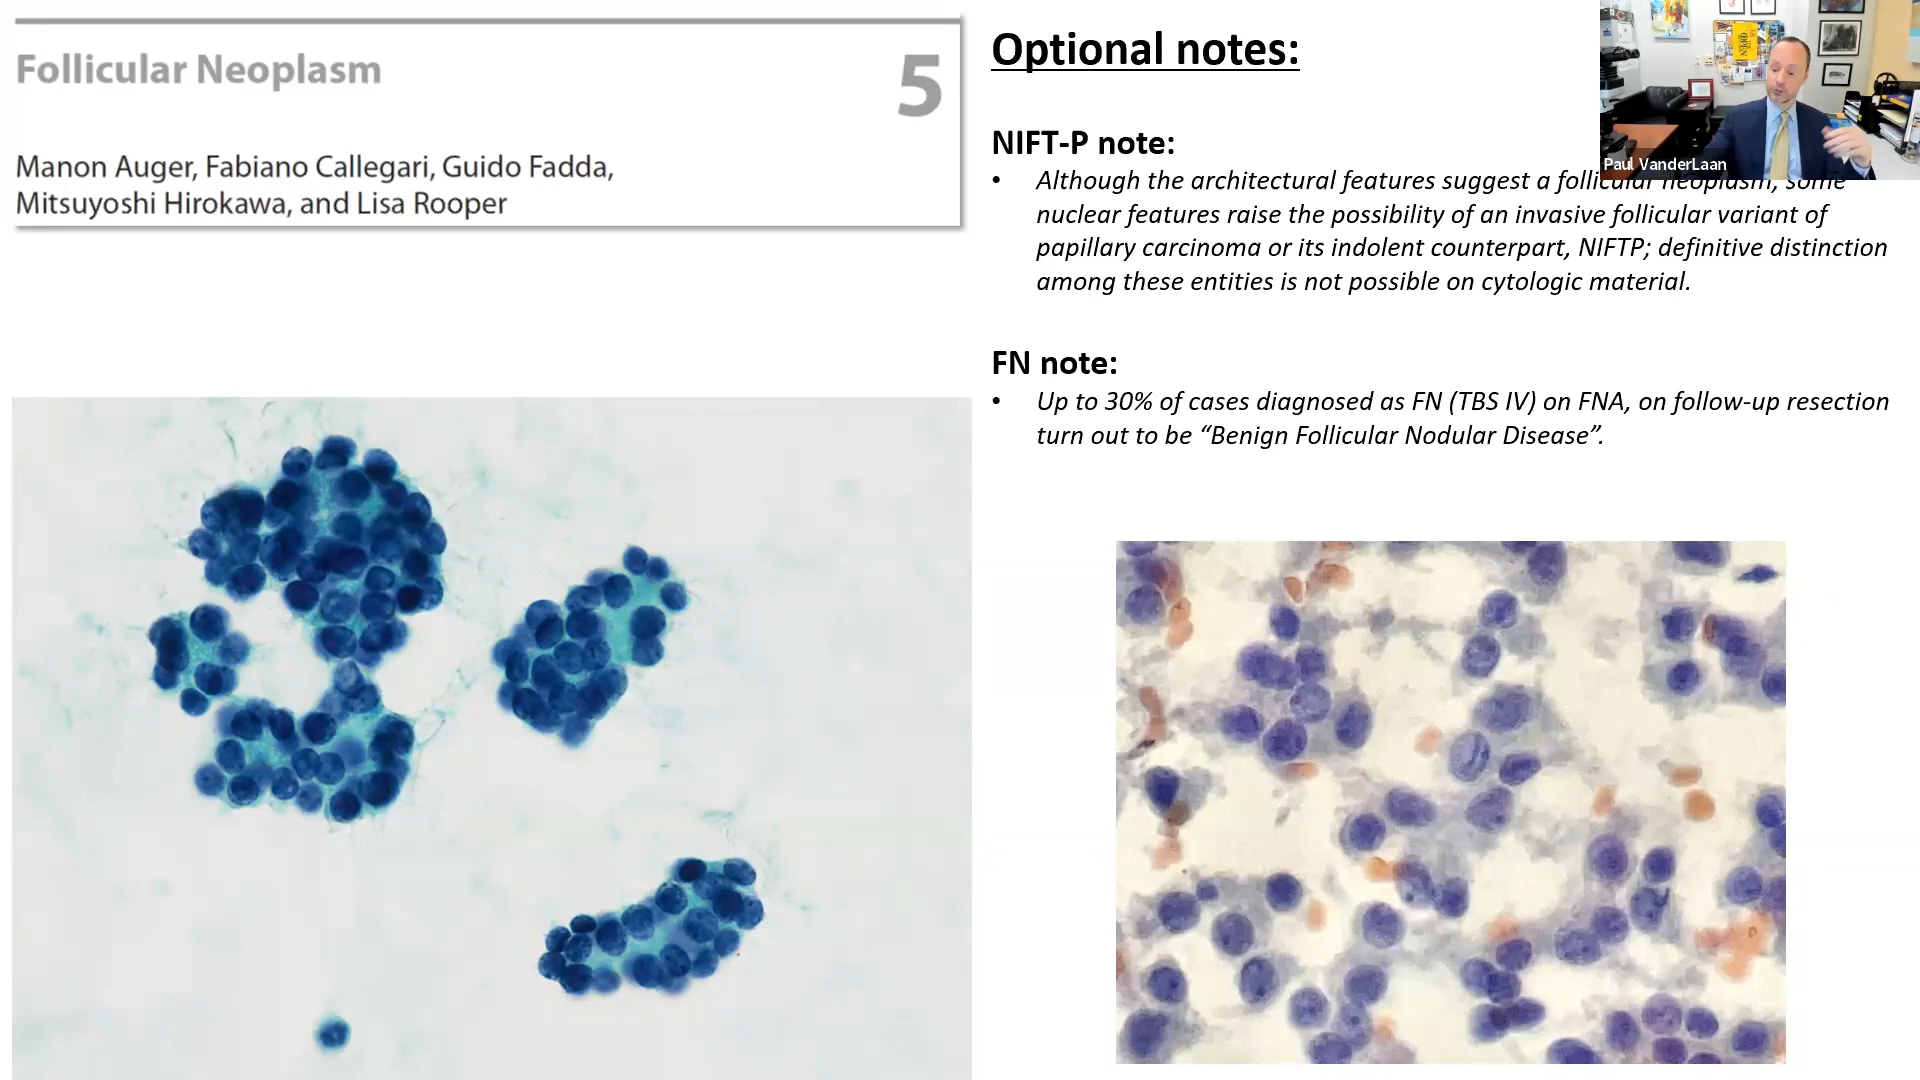 Follicular Neoplasm
5
Manon Auger, Fabiano Callegari, Guido Fadda,
Mitsuyoshi Hirokawa, and Lisa Rooper
Optional notes:
NIFT-P note:
• Although the architectural features suggest a follicular neoplasm, some
nuclear features raise the possibility of an invasive follicular variant of
papillary carcinoma or its indolent counterpart, NIFTP; definitive distinction
among these entities is not possible on cytologic material.
FN note:
• Up to 30% of cases diagnosed as FN (TBS IV) on FNA, on follow-up resection
turn out to be “Benign Follicular Nodular Disease”.
OPEN
Paul VanderLaan